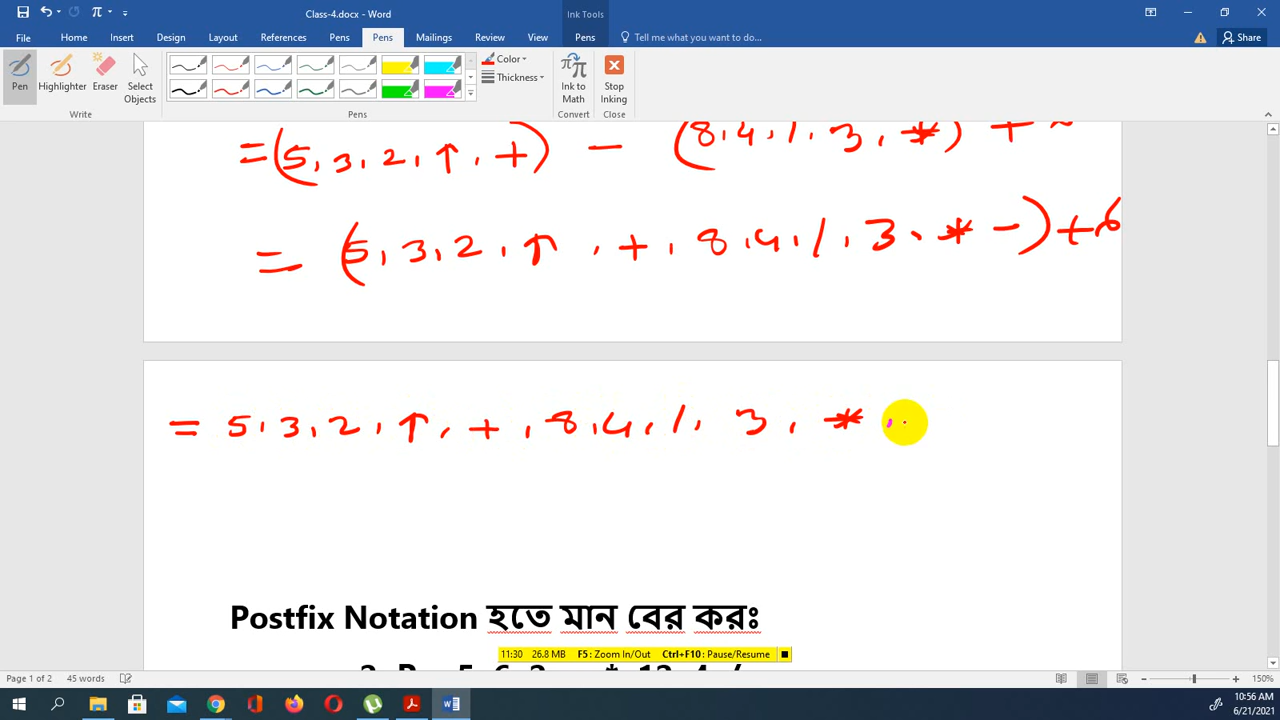 Class-4.docx - Word
Ink Tools
File Home Insert Design Layout References Pens Mailings Review View Pens Tell me what you want to do... Share
Pen Highlighter Eraser Select Objects
Color
Thickness
Ink to Math Stop Inking
Write Pens Convert Close
=(5, 3, 2, ↑, +) - (8, 4, /, 3, *) +
= (5, 3, 2, ↑, +, 8, 4, /, 3, * -) + 6
= 5, 3, 2, ↑, +, 8, 4, /, 3, *,
Postfix Notation হতে মান বের করঃ
11:30 26.8 MB F5: Zoom In/Out Ctrl+F10: Pause/Resume
Page 1 of 2 45 words 150%
10:56 AM
6/21/2021